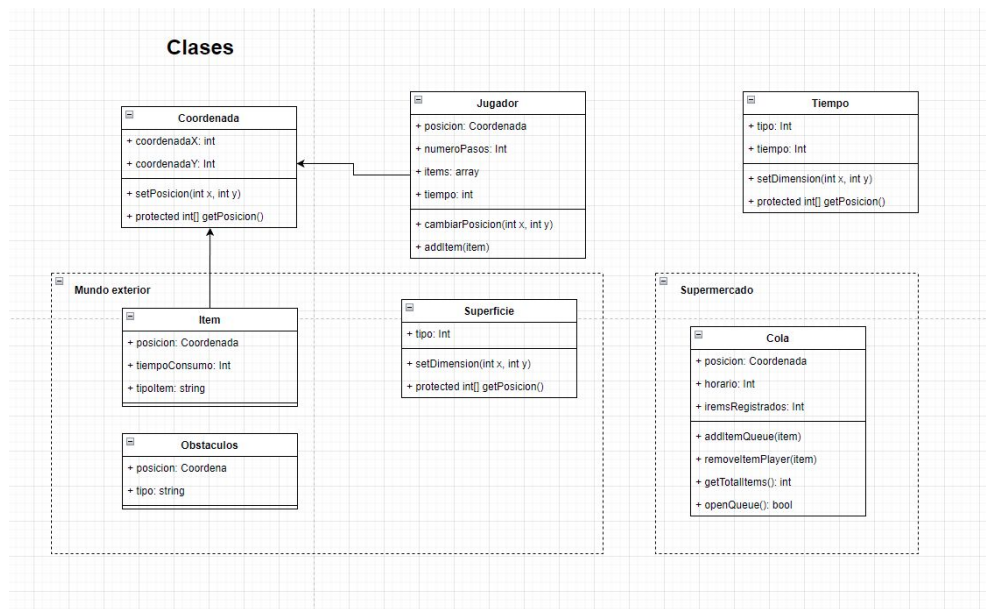 Clases
Coordenada
+ coordenadaX: int
+ coordenadaY: Int
+ setPosicion(int x, int y)
+ protected int[] getPosicion()
Jugador
+ posicion: Coordenada
+ numeroPasos: Int
+ items: array
+ tiempo: int
+ cambiarPosicion(int x, int y)
+ addItem(item)
Tiempo
+ tipo: Int
+ tiempo: Int
+ setDimension(int x, int y)
+ protected int[] getPosicion()
Mundo exterior
Item
+ posicion: Coordenada
+ tiempoConsumo: Int
+ tipoItem: string
Superficie
+ tipo: Int
+ setDimension(int x, int y)
+ protected int[] getPosicion()
Obstaculos
+ posicion: Coordena
+ tipo: string
Supermercado
Cola
+ posicion: Coordenada
+ horario: Int
+ iremsRegistrados: Int
+ addItemQueue(item)
+ removeItemPlayer(item)
+ getTotalItems(): int
+ openQueue(): bool